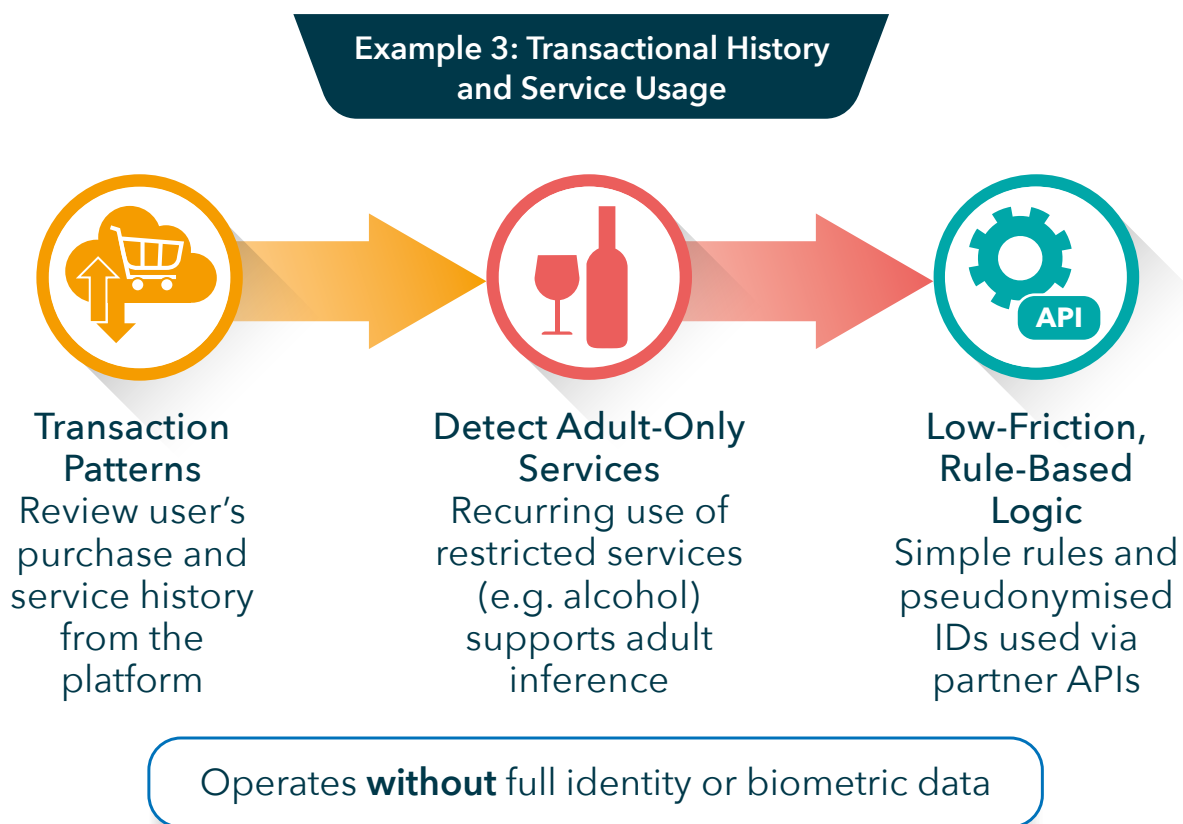 Example 3: Transactional History
and Service Usage
API
Transaction
Patterns
Review user’s
purchase and
service history
from the
platform
Detect Adult-Only
Services
Recurring use of
restricted services
(e.g. alcohol)
supports adult
inference
Low-Friction,
Rule-Based
Logic
Simple rules and
pseudonymised
IDs used via
partner APIs
Operates without full identity or biometric data